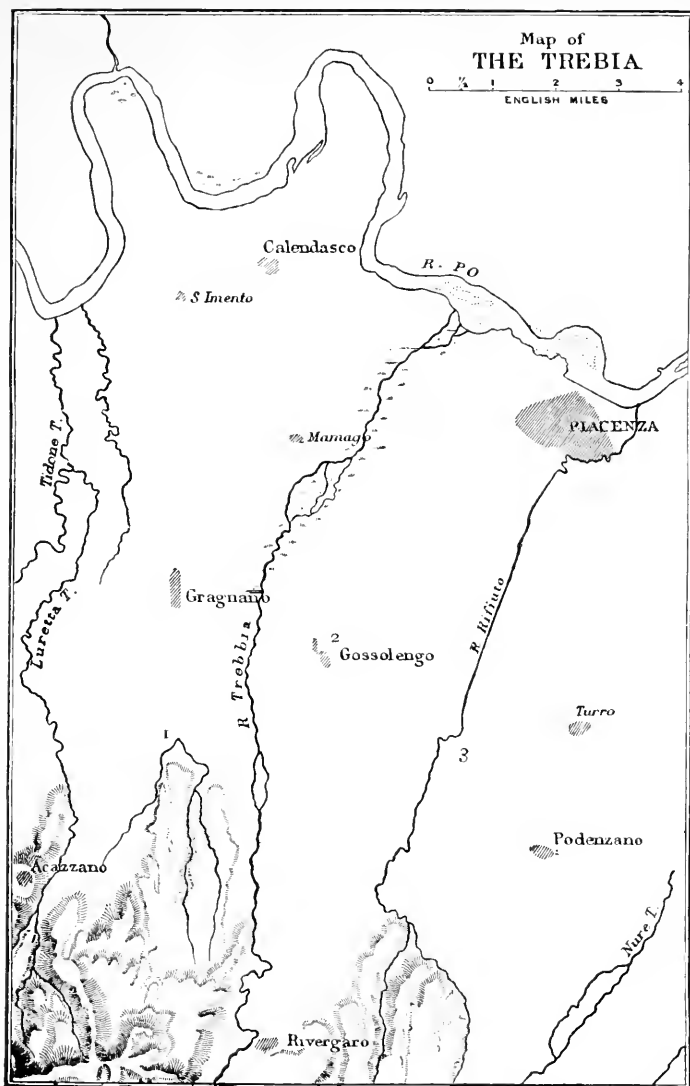 Map of
THE TREBIA
0 ½ 1 2 3 4
ENGLISH MILES
Calendasco
R. PO
S Imento
Mamago
PIACENZA
Tidone T.
Gragnano
Luretta T.
R Trebbia
2
Gossolengo
R Rifiuto
Turro
1
3
Podenzano
Acazzano
Nure T.
Rivergaro